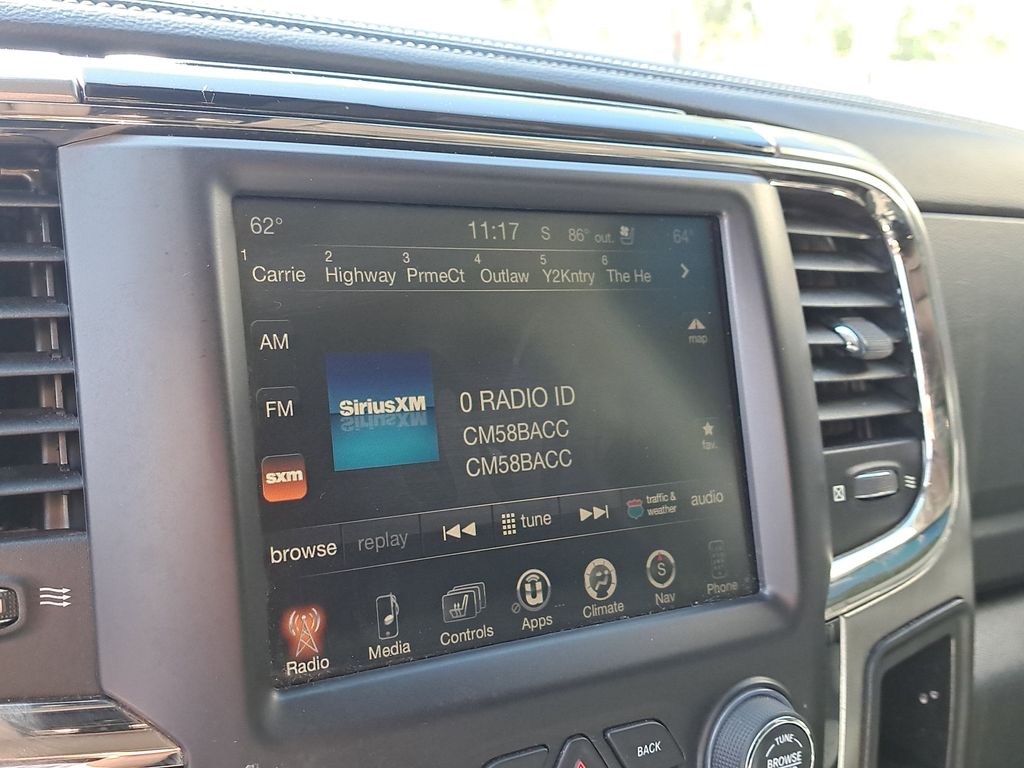 62° 11:17 S 86° out. 64°
1 Carrie 2 Highway 3 PrmeCt 4 Outlaw 5 Y2Kntry 6 The He
map
AM
SiriusXM
0 RADIO ID
FM
CM58BACC
fav.
sxm
CM58BACC
browse replay tune traffic & weather audio
Radio Media Controls Apps Climate S Nav Phone
BACK
TUNE
BROWSE